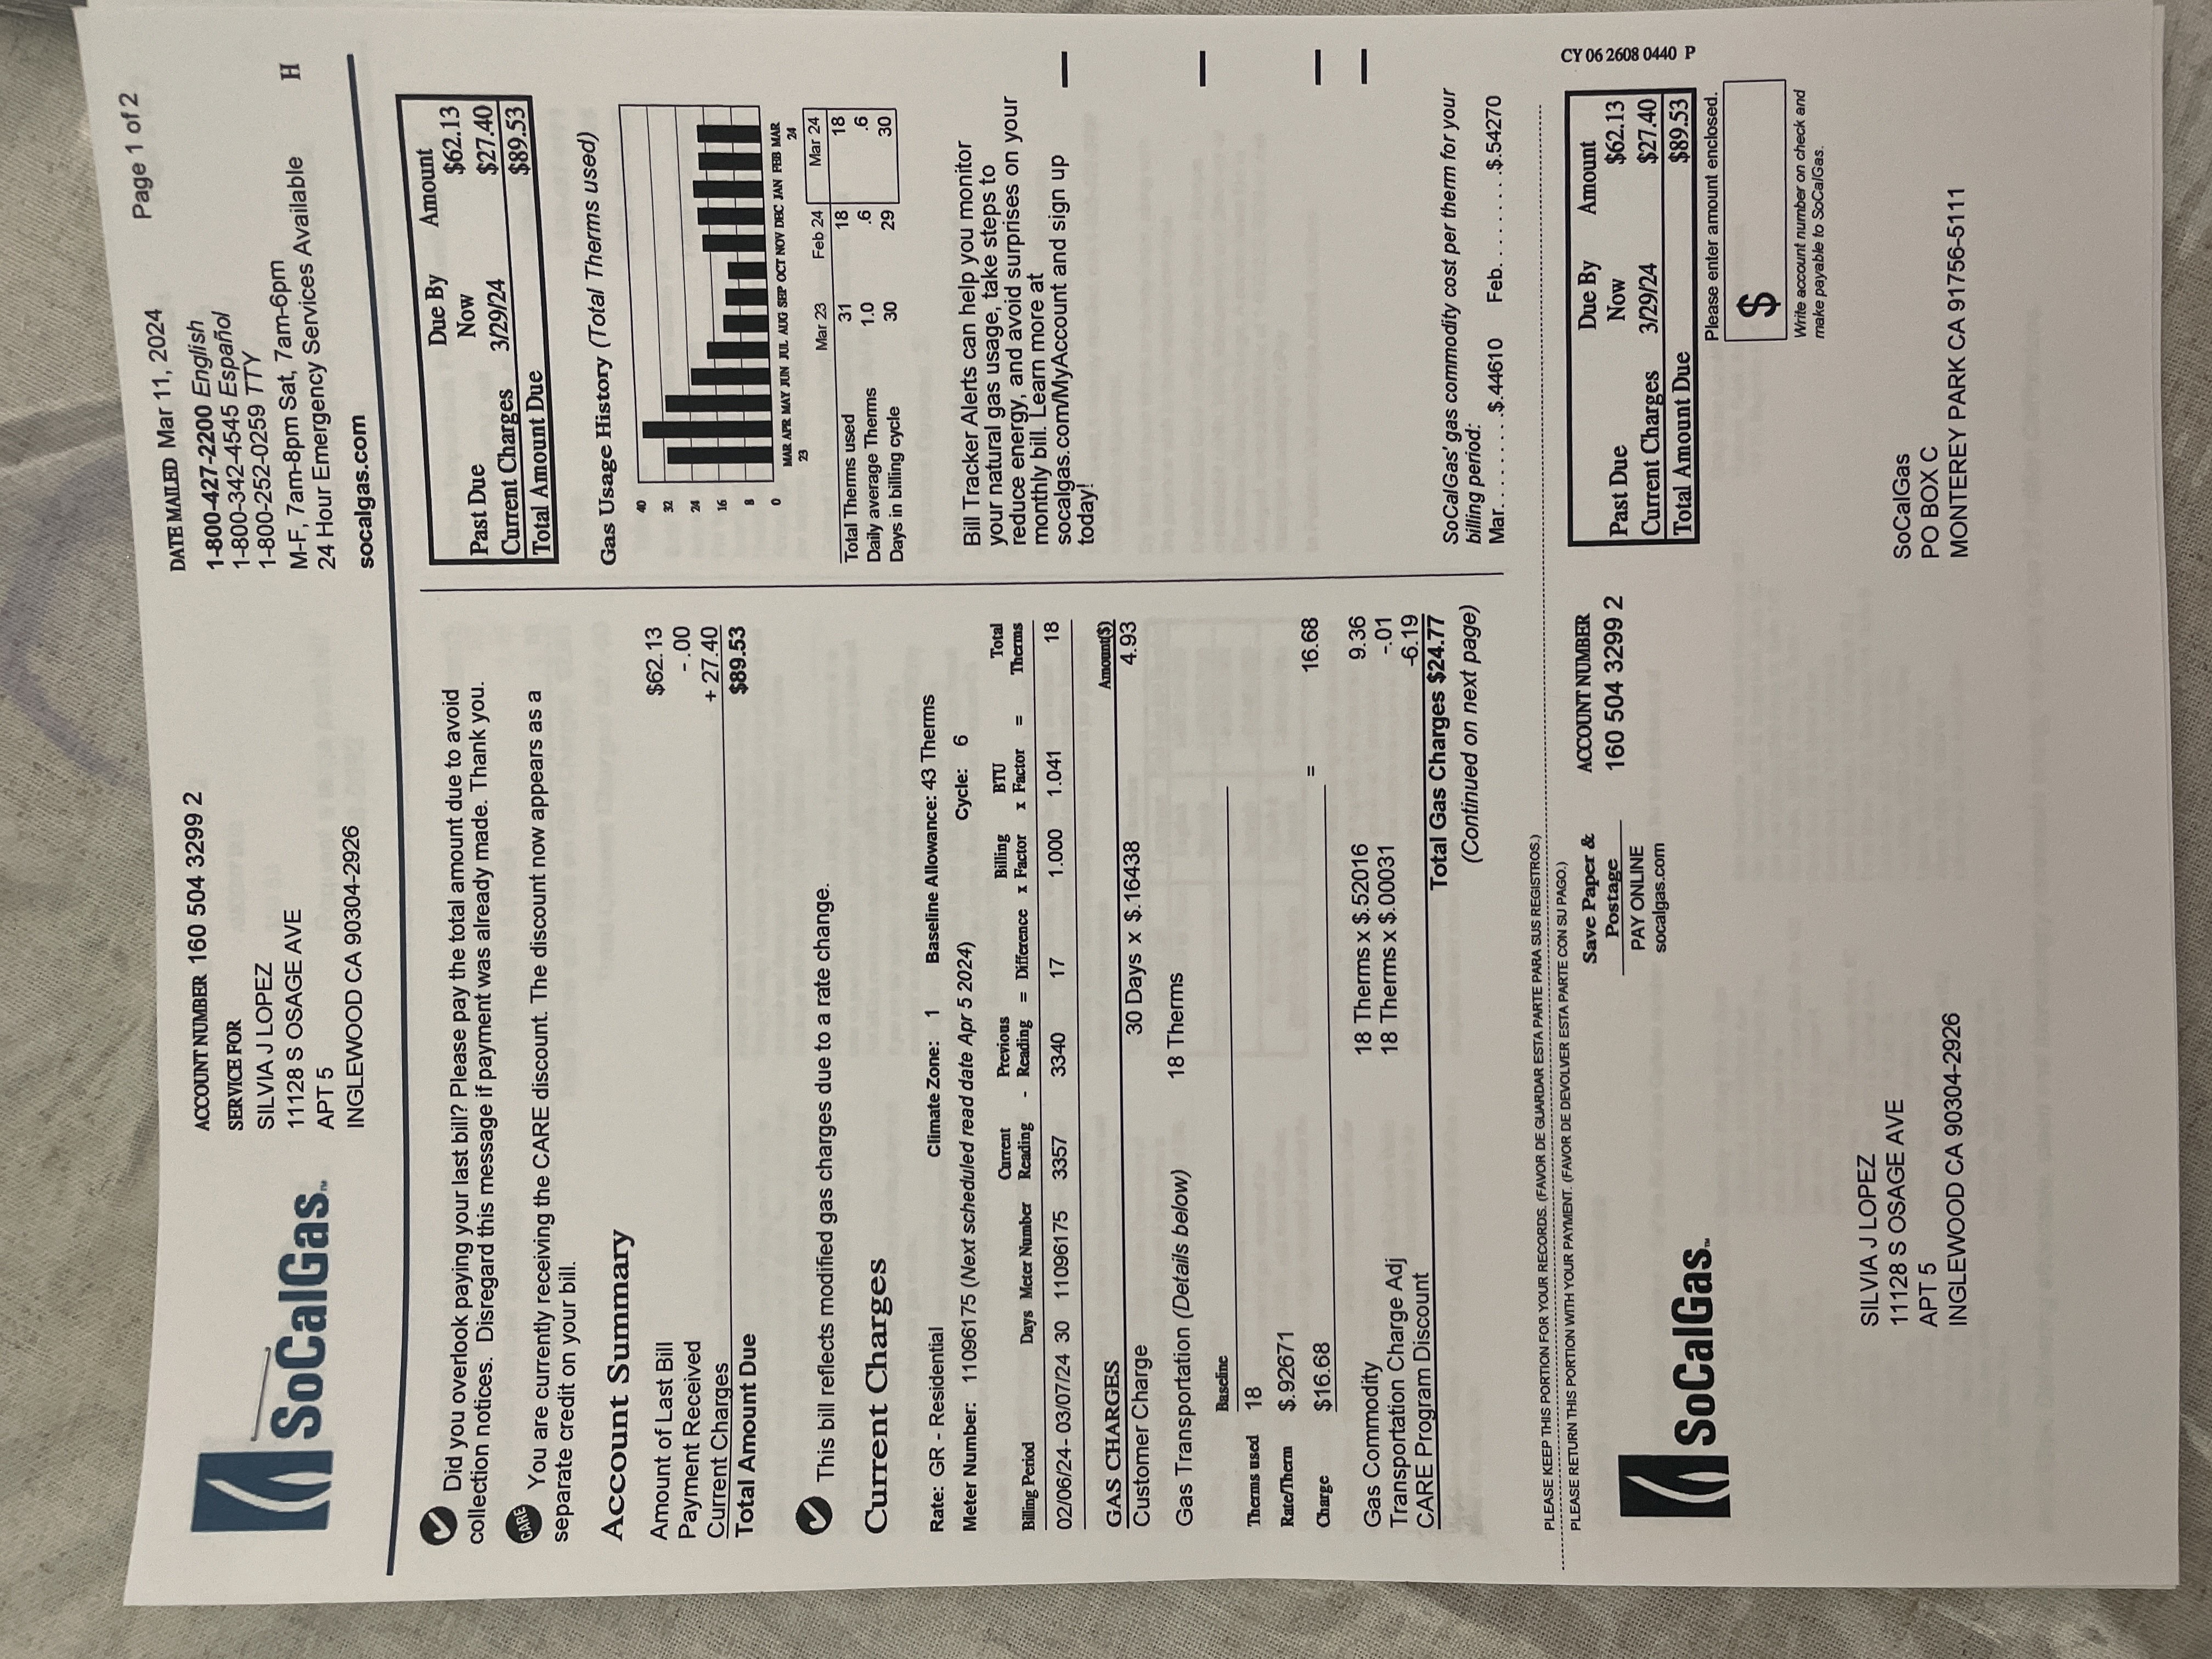 Page 1 of 2
SoCalGas™
ACCOUNT NUMBER 160 504 3299 2
SERVICE FOR
SILVIA J LOPEZ
11128 S OSAGE AVE
APT 5
INGLEWOOD CA 90304-2926
DATE MAILED Mar 11, 2024
1-800-427-2200 English
1-800-342-4545 Español
1-800-252-0259 TTY
M-F, 7am-8pm Sat, 7am-6pm
24 Hour Emergency Services Available
H
socalgas.com
Did you overlook paying your last bill? Please pay the total amount due to avoid
collection notices. Disregard this message if payment was already made. Thank you.
CARE You are currently receiving the CARE discount. The discount now appears as a
separate credit on your bill.
Account Summary
Amount of Last Bill $62.13
Payment Received -.00
Current Charges + 27.40
Total Amount Due $89.53
This bill reflects modified gas charges due to a rate change.
Current Charges
Rate: GR - Residential Climate Zone: 1 Baseline Allowance: 43 Therms
Meter Number: 11096175 (Next scheduled read date Apr 5 2024) Cycle: 6
Billing Period Days Meter Number Current Reading - Previous Reading = Difference x Billing Factor x BTU Factor = Total Therms
02/06/24 - 03/07/24 30 11096175 3357 3340 17 1.000 1.041 18
GAS CHARGES Amount($)
Customer Charge 30 Days x $.16438 4.93
Gas Transportation (Details below) 18 Therms
Baseline
Therms used 18
Rate/Therm $.92671
Charge $16.68 = 16.68
Gas Commodity 18 Therms x $.52016 9.36
Transportation Charge Adj 18 Therms x $.00031 -.01
CARE Program Discount -6.19
Total Gas Charges $24.77
(Continued on next page)
Due By Amount
Past Due Now $62.13
Current Charges 3/29/24 $27.40
Total Amount Due $89.53
Gas Usage History (Total Therms used)
40
32
24
16
8
0
MAR APR MAY JUN JUL AUG SEP OCT NOV DEC JAN FEB MAR
23 24
Mar 23 Feb 24 Mar 24
Total Therms used 31 18 18
Daily average Therms 1.0 .6 .6
Days in billing cycle 30 29 30
Bill Tracker Alerts can help you monitor
your natural gas usage, take steps to
reduce energy, and avoid surprises on your
monthly bill. Learn more at
socalgas.com/MyAccount and sign up
today!
SoCalGas' gas commodity cost per therm for your
billing period:
Mar. . . . . . . .$.44610 Feb. . . . . . . .$.54270
PLEASE KEEP THIS PORTION FOR YOUR RECORDS. (FAVOR DE GUARDAR ESTA PARTE PARA SUS REGISTROS.)
PLEASE RETURN THIS PORTION WITH YOUR PAYMENT. (FAVOR DE DEVOLVER ESTA PARTE CON SU PAGO.)
CY 06 2608 0440 P
SoCalGas™
Save Paper &
Postage
PAY ONLINE
socalgas.com
ACCOUNT NUMBER
160 504 3299 2
Due By Amount
Past Due Now $62.13
Current Charges 3/29/24 $27.40
Total Amount Due $89.53
Please enter amount enclosed.
$
Write account number on check and
make payable to SoCalGas.
SILVIA J LOPEZ
11128 S OSAGE AVE
APT 5
INGLEWOOD CA 90304-2926
SoCalGas
PO BOX C
MONTEREY PARK CA 91756-5111